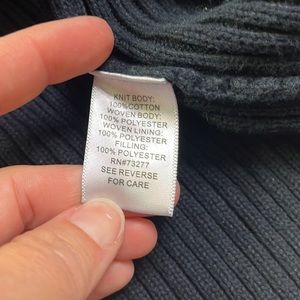 KNIT BODY:
100%COTTON
WOVEN BODY:
100% POLYESTER
WOVEN LINING:
100% POLYESTER
FILLING:
100% POLYESTER
RN#73277
SEE REVERSE
FOR CARE